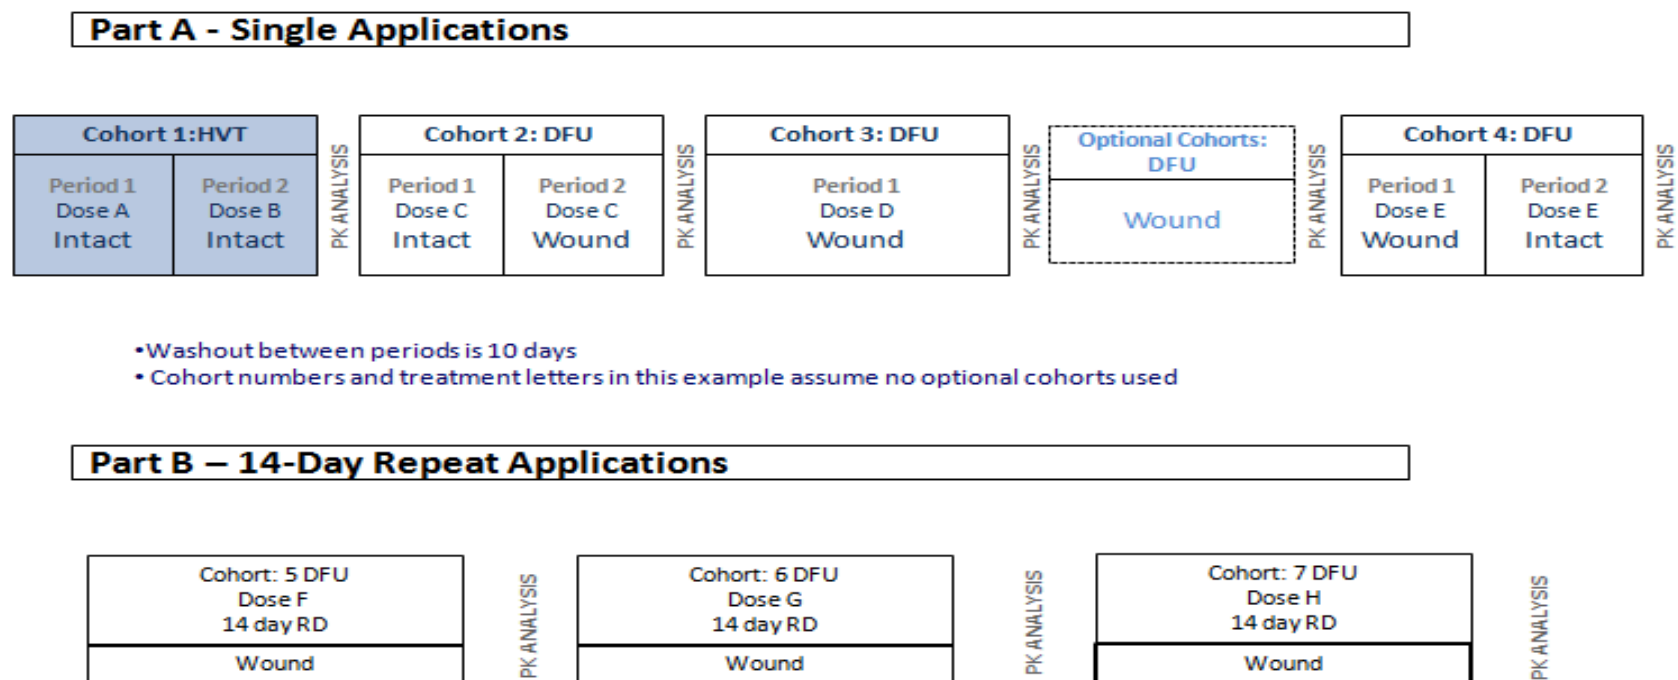 Part A - Single Applications
Cohort 1:HVT
Period 1
Dose A
Intact
Period 2
Dose B
Intact
PK ANALYSIS
Cohort 2: DFU
Period 1
Dose C
Intact
Period 2
Dose C
Wound
PK ANALYSIS
Cohort 3: DFU
Period 1
Dose D
Wound
PK ANALYSIS
Optional Cohorts:
DFU
Wound
PK ANALYSIS
Cohort 4: DFU
Period 1
Dose E
Wound
Period 2
Dose E
Intact
PK ANALYSIS
•Washout between periods is 10 days
• Cohort numbers and treatment letters in this example assume no optional cohorts used
Part B – 14-Day Repeat Applications
Cohort: 5 DFU
Dose F
14 day RD
Wound
PK ANALYSIS
Cohort: 6 DFU
Dose G
14 day RD
Wound
PK ANALYSIS
Cohort: 7 DFU
Dose H
14 day RD
Wound
PK ANALYSIS